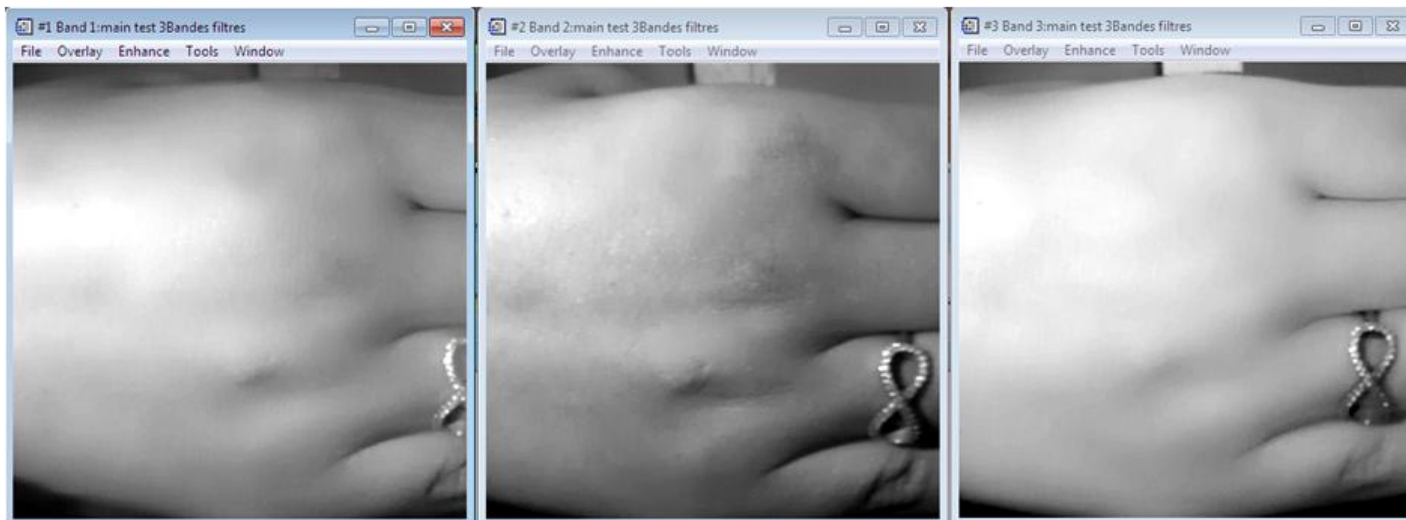 #1 Band 1:main test 3Bandes filtres
File Overlay Enhance Tools Window
#2 Band 2:main test 3Bandes filtres
File Overlay Enhance Tools Window
#3 Band 3:main test 3Bandes filtres
File Overlay Enhance Tools Window